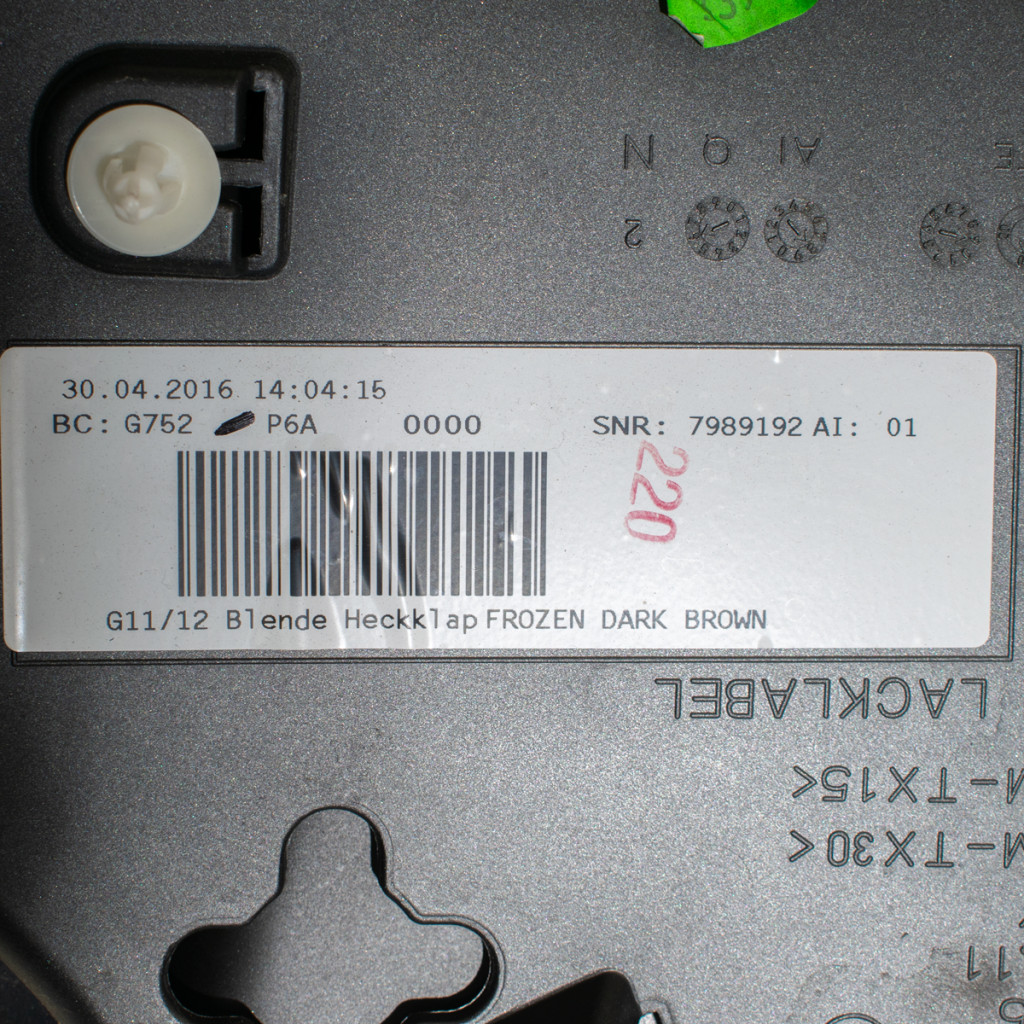 N Q AI
2
30.04.2016 14:04:15
BC: G752 P6A 0000 SNR: 7989192 AI: 01
220
G11/12 Blende Heckklap FROZEN DARK BROWN
LACKLABEL
M-TX15<
M-TX30<